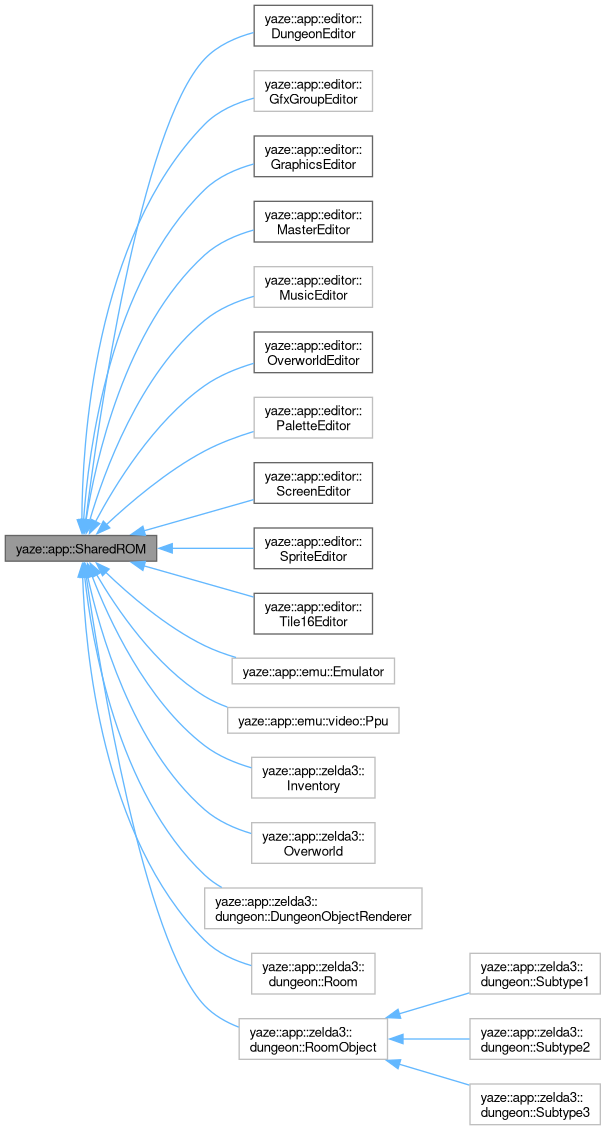 yaze::app::editor::
DungeonEditor
yaze::app::editor::
GfxGroupEditor
yaze::app::editor::
GraphicsEditor
yaze::app::editor::
MasterEditor
yaze::app::editor::
MusicEditor
yaze::app::editor::
OverworldEditor
yaze::app::editor::
PaletteEditor
yaze::app::editor::
ScreenEditor
yaze::app::SharedROM
yaze::app::editor::
SpriteEditor
yaze::app::editor::
Tile16Editor
yaze::app::emu::Emulator
yaze::app::emu::video::Ppu
yaze::app::zelda3::
Inventory
yaze::app::zelda3::
Overworld
yaze::app::zelda3::
dungeon::DungeonObjectRenderer
yaze::app::zelda3::
dungeon::Room
yaze::app::zelda3::
dungeon::RoomObject
yaze::app::zelda3::
dungeon::Subtype1
yaze::app::zelda3::
dungeon::Subtype2
yaze::app::zelda3::
dungeon::Subtype3